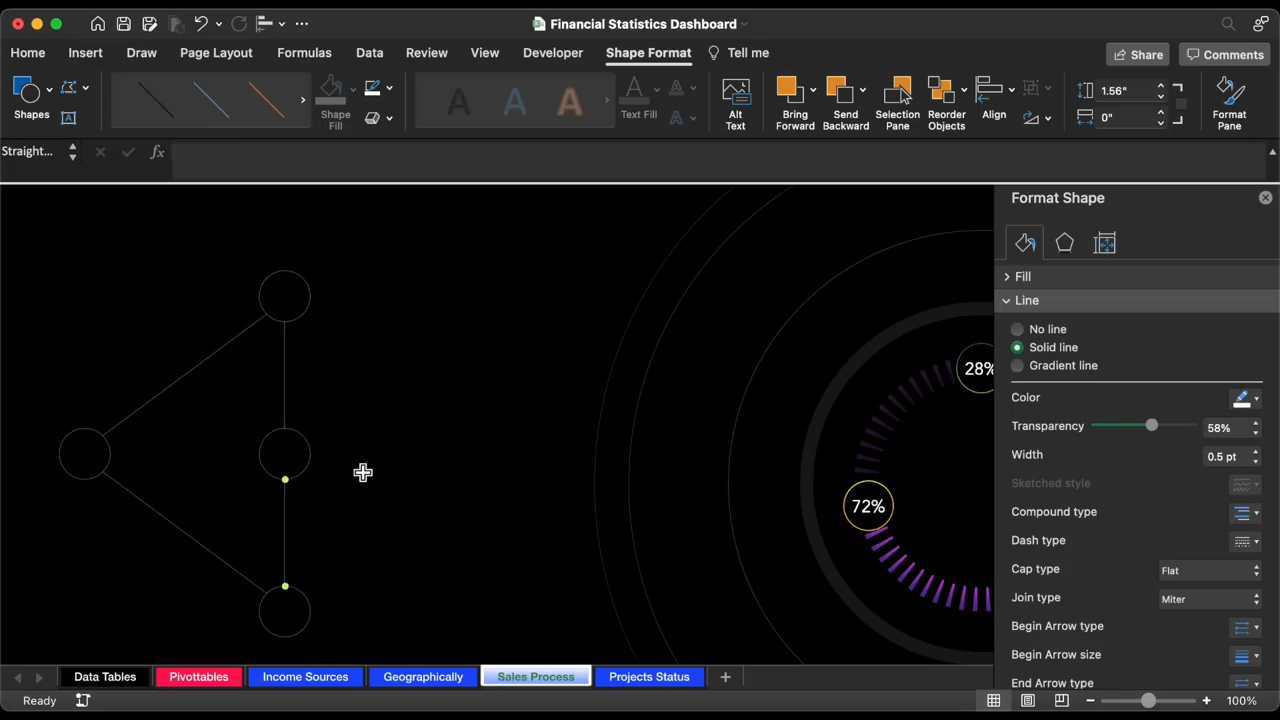 Financial Statistics Dashboard
Home Insert Draw Page Layout Formulas Data Review View Developer Shape Format Tell me Share Comments
Shapes
Shape Fill
A A A
Text Fill
Alt Text
Bring Forward
Send Backward
Selection Pane
Reorder Objects
Align
1.56"
0"
Format Pane
Straight... fx
Format Shape
Fill
Line
No line
Solid line
Gradient line
Color
Transparency 58%
Width 0.5 pt
Sketched style
Compound type
Dash type
Cap type Flat
Join type Miter
Begin Arrow type
Begin Arrow size
End Arrow type
28%
72%
Data Tables Pivottables Income Sources Geographically Sales Process Projects Status +
Ready 100%